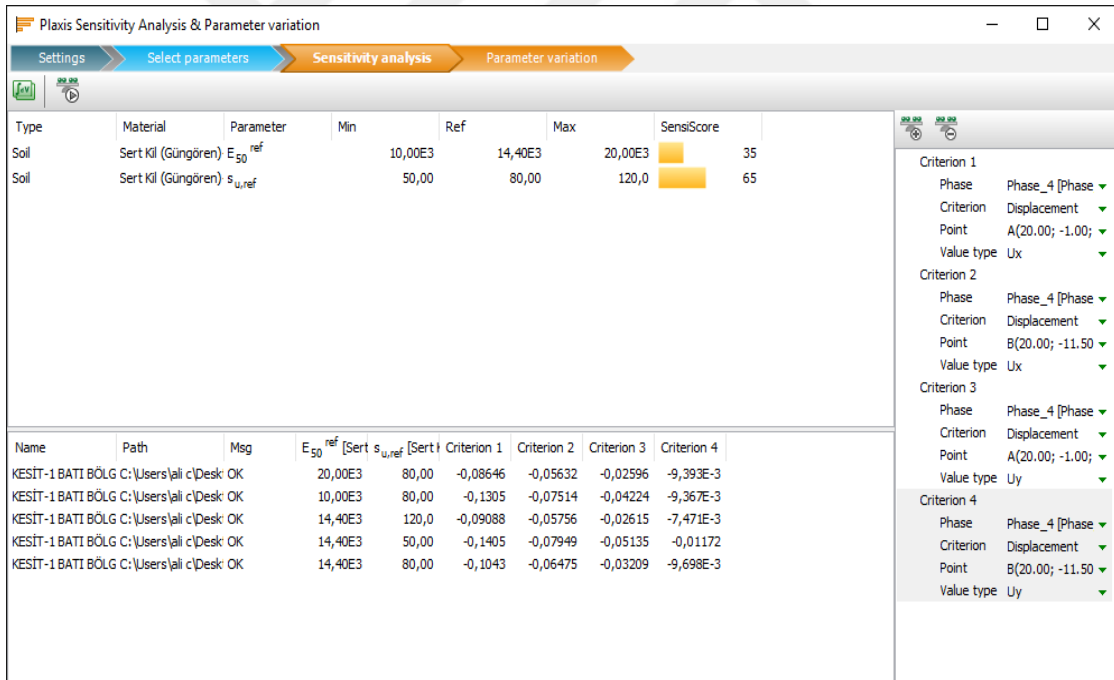 Plaxis Sensitivity Analysis & Parameter variation
Settings Select parameters Sensitivity analysis Parameter variation
Type Material Parameter Min Ref Max SensiScore
Soil Sert Kil (Güngören) E50 ref 10,00E3 14,40E3 20,00E3 35
Soil Sert Kil (Güngören) su,ref 50,00 80,00 120,0 65
Name Path Msg E50 ref [Sert su,ref [Sert Criterion 1 Criterion 2 Criterion 3 Criterion 4
KESİT-1 BATI BÖLG C:\Users\ali c\Desk OK 20,00E3 80,00 -0,08646 -0,05632 -0,02596 -9,393E-3
KESİT-1 BATI BÖLG C:\Users\ali c\Desk OK 10,00E3 80,00 -0,1305 -0,07514 -0,04224 -9,367E-3
KESİT-1 BATI BÖLG C:\Users\ali c\Desk OK 14,40E3 120,0 -0,09088 -0,05756 -0,02615 -7,471E-3
KESİT-1 BATI BÖLG C:\Users\ali c\Desk OK 14,40E3 50,00 -0,1405 -0,07949 -0,05135 -0,01172
KESİT-1 BATI BÖLG C:\Users\ali c\Desk OK 14,40E3 80,00 -0,1043 -0,06475 -0,03209 -9,698E-3
Criterion 1
Phase Phase_4 [Phase
Criterion Displacement
Point A(20.00; -1.00;
Value type Ux
Criterion 2
Phase Phase_4 [Phase
Criterion Displacement
Point B(20.00; -11.50
Value type Ux
Criterion 3
Phase Phase_4 [Phase
Criterion Displacement
Point A(20.00; -1.00;
Value type Uy
Criterion 4
Phase Phase_4 [Phase
Criterion Displacement
Point B(20.00; -11.50
Value type Uy